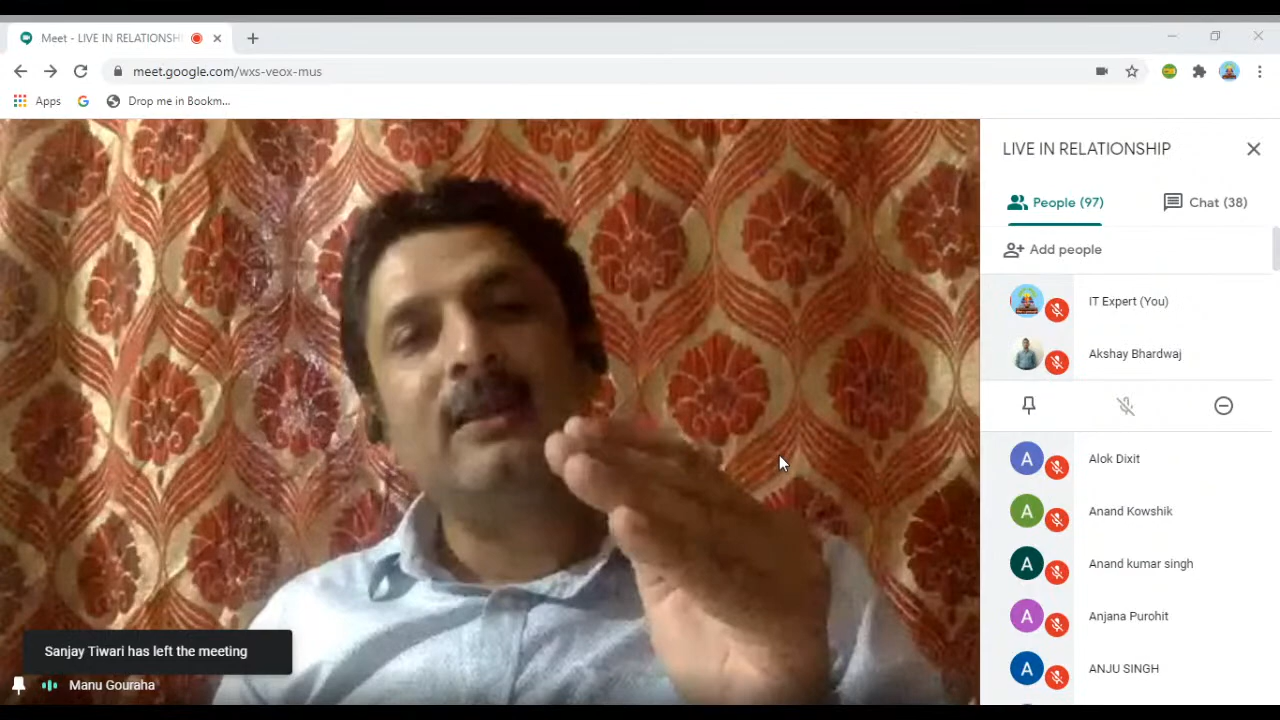 Meet - LIVE IN RELATIONSH
meet.google.com/wxs-veox-mus
Apps
Drop me in Bookm...
LIVE IN RELATIONSHIP
People (97)
Chat (38)
Add people
IT Expert (You)
Akshay Bhardwaj
A
Alok Dixit
A
Anand Kowshik
A
Anand kumar singh
A
Anjana Purohit
A
ANJU SINGH
Sanjay Tiwari has left the meeting
Manu Gouraha